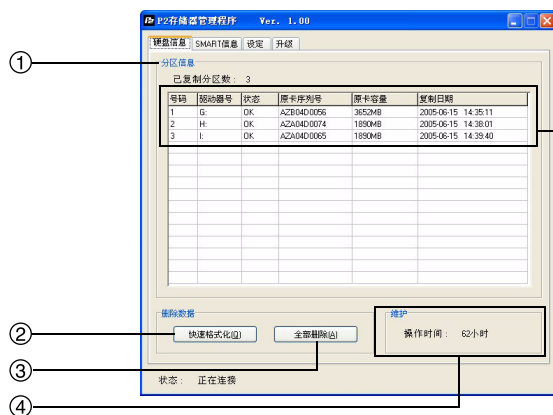 P2存储器管理程序 Ver. 1.00
硬盘信息 SMART信息 设定 升级
① 分区信息
已复制分区数: 3
号码 驱动器号 状态 原卡序列号 原卡容量 复制日期
1 G: OK AZB04D0056 3652MB 2005-06-15 14:35:11
2 H: OK AZA04D0074 1890MB 2005-06-15 14:38:01
3 I: OK AZA04D0065 1890MB 2005-06-15 14:39:40
删除数据 维护
② 快速格式化(Q) 全部删除(A) 操作时间: 62小时
③
状态: 正在连接
④